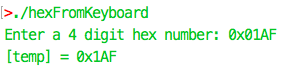 >./hexFromKeyboard
Enter a 4 digit hex number: 0x01AF
[temp] = 0x1AF